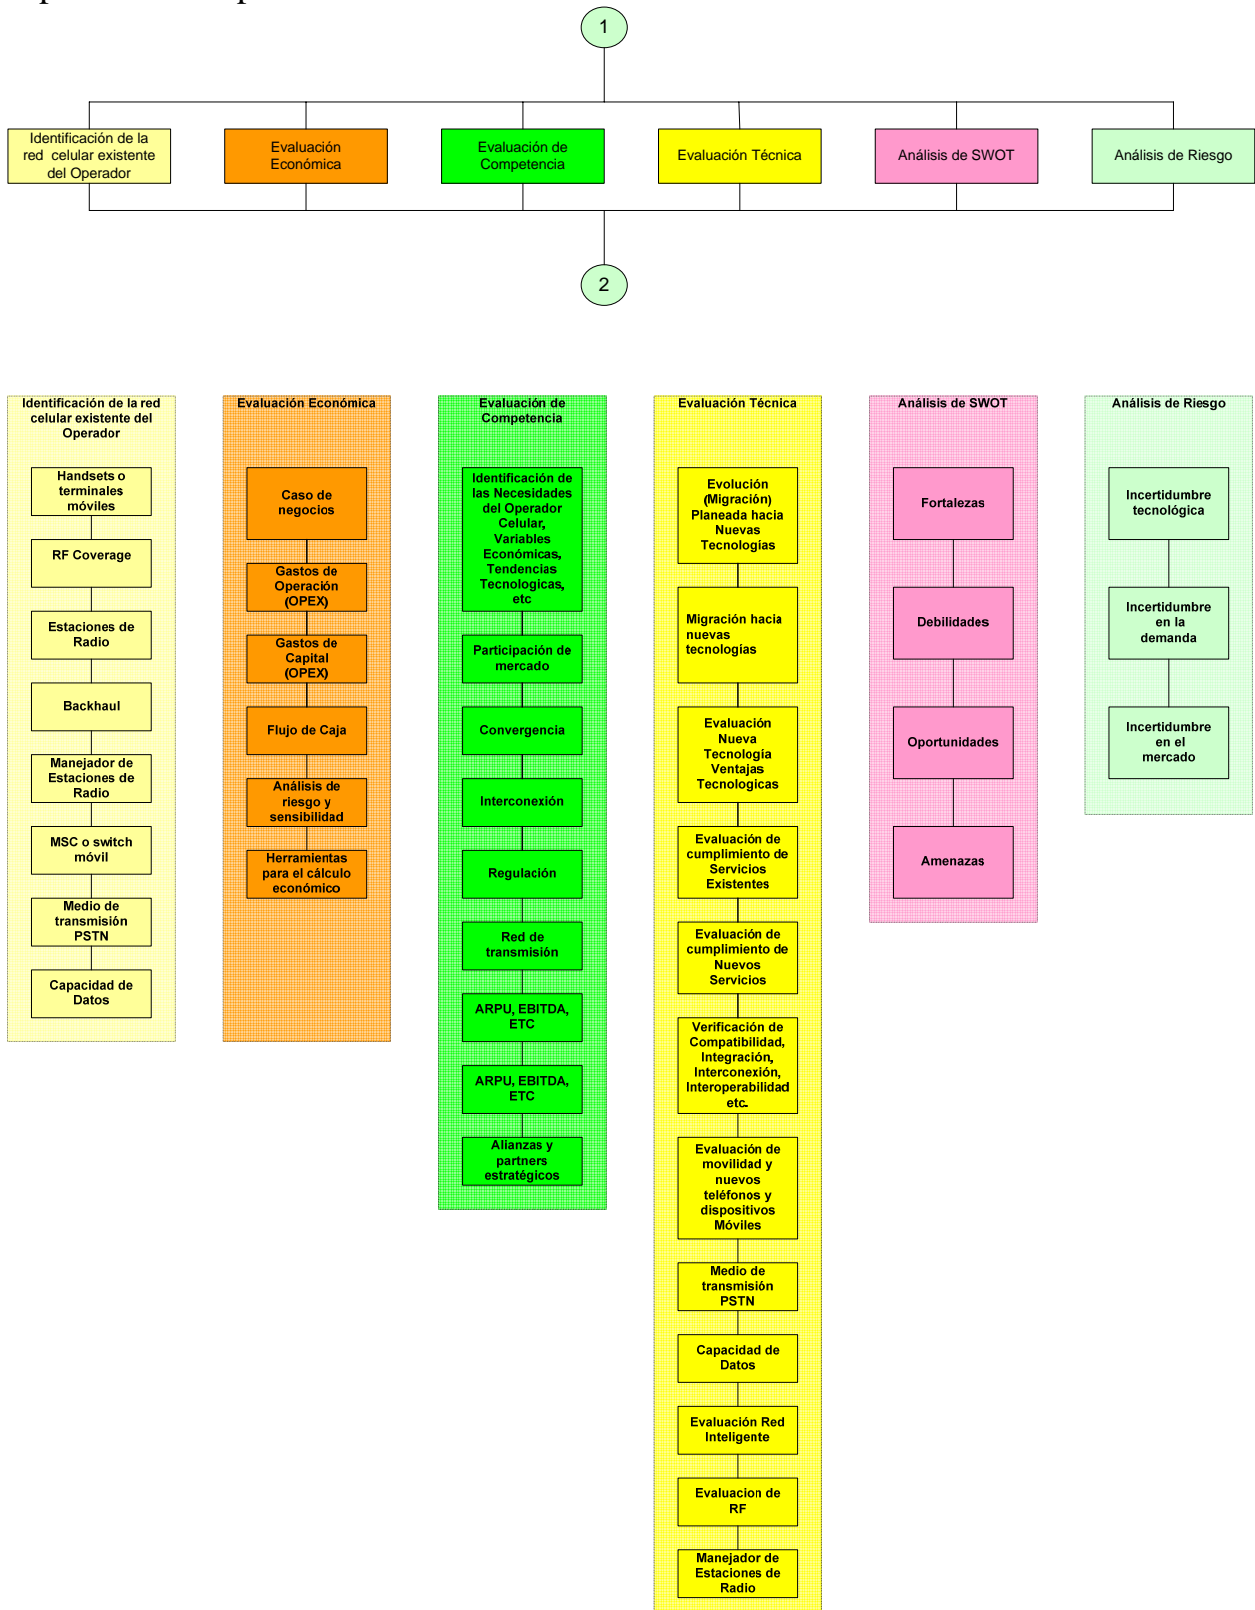 1
Identificación de la
red celular existente
del Operador
Evaluación
Económica
Evaluación de
Competencia
Evaluación Técnica
Análisis de SWOT
Análisis de Riesgo
2
Identificación de la red
celular existente del
Operador
Handsets o
terminales
móviles
RF Coverage
Estaciones de
Radio
Backhaul
Manejador de
Estaciones de
Radio
MSC o switch
móvil
Medio de
transmisión
PSTN
Capacidad de
Datos
Evaluación Económica
Caso de
negocios
Gastos de
Operación
(OPEX)
Gastos de
Capital
(OPEX)
Flujo de Caja
Análisis de
riesgo y
sensibilidad
Herramientas
para el cálculo
económico
Evaluación de
Competencia
Identificación de
las Necesidades
del Operador
Celular,
Variables
Económicas,
Tendencias
Tecnologicas,
etc
Participación de
mercado
Convergencia
Interconexión
Regulación
Red de
transmisión
ARPU, EBITDA,
ETC
ARPU, EBITDA,
ETC
Alianzas y
partners
estratégicos
Evaluación Técnica
Evolución
(Migración)
Planeada hacia
Nuevas
Tecnologías
Migración hacia
nuevas
tecnologías
Evaluación
Nueva
Tecnología
Ventajas
Tecnologicas
Evaluación de
cumplimiento de
Servicios
Existentes
Evaluación de
cumplimiento de
Nuevos
Servicios
Verificación de
Compatibilidad,
Integración,
Interconexión,
Interoperabilidad
etc.
Evaluación de
movilidad y
nuevos
teléfonos y
dispositivos
Móviles
Medio de
transmisión
PSTN
Capacidad de
Datos
Evaluación Red
Inteligente
Evaluacion de
RF
Manejador de
Estaciones de
Radio
Análisis de SWOT
Fortalezas
Debilidades
Oportunidades
Amenazas
Análisis de Riesgo
Incertidumbre
tecnológica
Incertidumbre
en la
demanda
Incertidumbre
en el
mercado